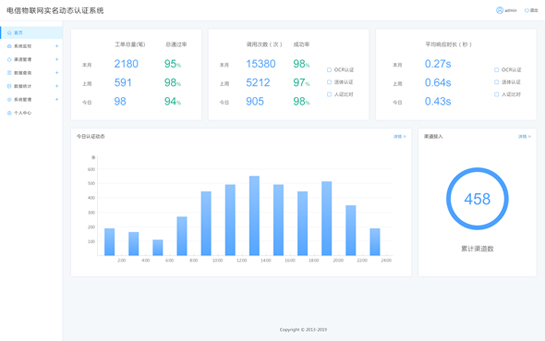 电信物联网实名动态认证系统
admin
退出
首页
系统监控
渠道管理
数据查询
数据统计
系统管理
个人中心
工单总量(笔) 总通过率
本月 2180 95%
上周 591 98%
今日 98 94%
调用次数（次） 成功率
本月 15380 98%
上周 5212 97%
今日 905 98%
OCR认证
活体认证
人证比对
平均响应时长（秒）
本月 0.27s
上周 0.64s
今日 0.43s
OCR认证
活体认证
人证比对
今日认证动态 详情 >
600
500
400
300
200
100
2:00 4:00 6:00 8:00 10:00 12:00 14:00 16:00 18:00 20:00 22:00 24:00
渠道接入 详情 >
458
累计渠道数
Copyright © 2013-2019